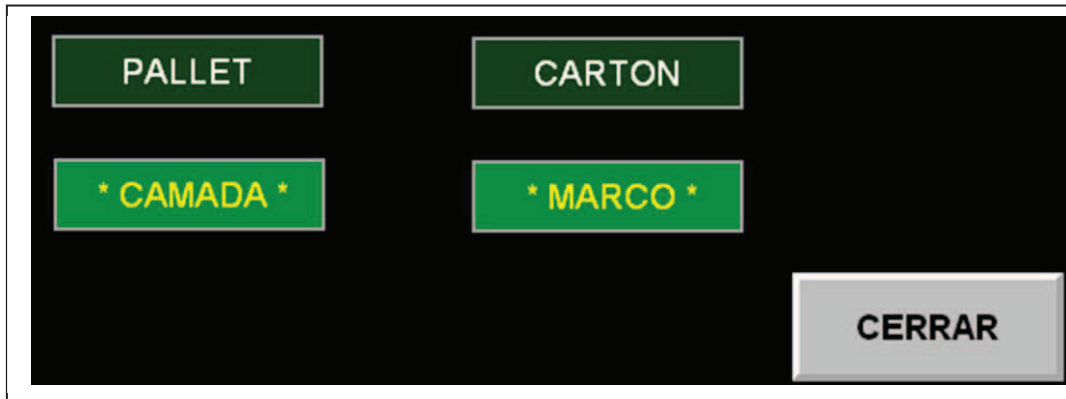 PALLET
CARTON
* CAMADA *
* MARCO *
CERRAR